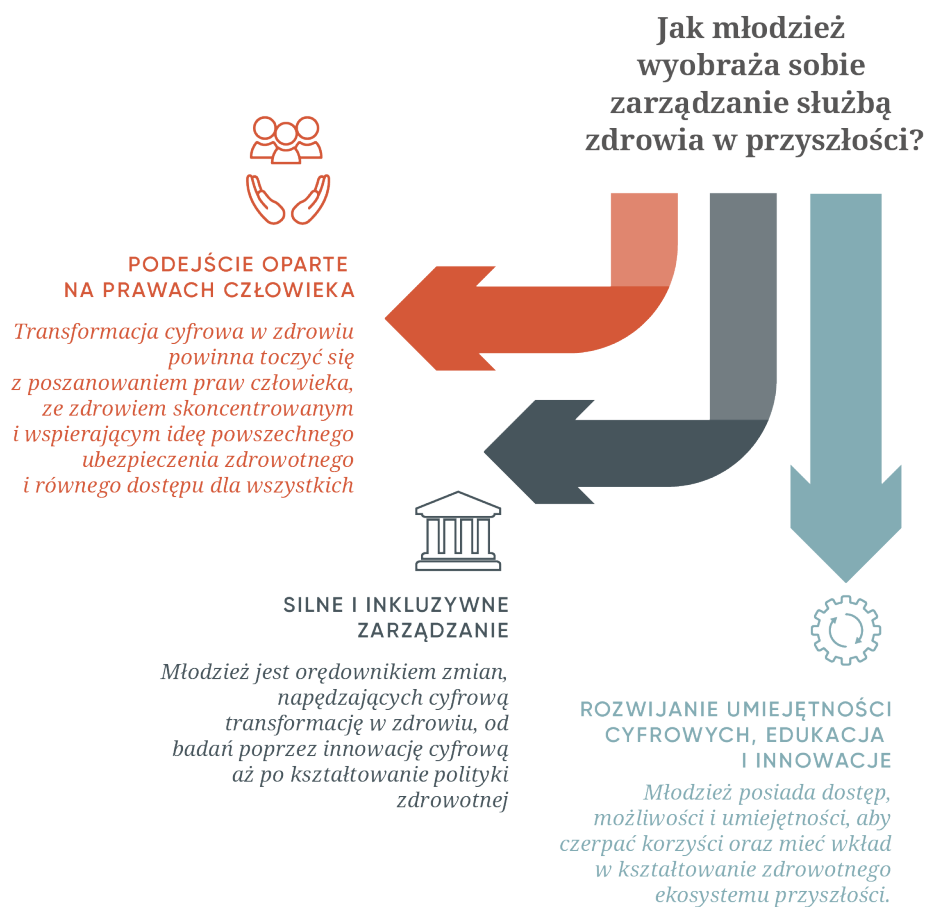 Jak młodzież
wyobraża sobie
zarządzanie służbą
zdrowia w przyszłości?
PODEJŚCIE OPARTE
NA PRAWACH CZŁOWIEKA
Transformacja cyfrowa w zdrowiu
powinna toczyć się
z poszanowaniem praw człowieka,
ze zdrowiem skoncentrowanym
i wspierającym ideę powszechnego
ubezpieczenia zdrowotnego
i równego dostępu dla wszystkich
SILNE I INKLUZYWNE
ZARZĄDZANIE
Młodzież jest orędownikiem zmian,
napędzających cyfrową
transformację w zdrowiu, od
badań poprzez innowację cyfrową
aż po kształtowanie polityki
zdrowotnej
ROZWIJANIE UMIEJĘTNOŚCI
CYFROWYCH, EDUKACJA
I INNOWACJE
Młodzież posiada dostęp,
możliwości i umiejętności, aby
czerpać korzyści oraz mieć wkład
w kształtowanie zdrowotnego
ekosystemu przyszłości.